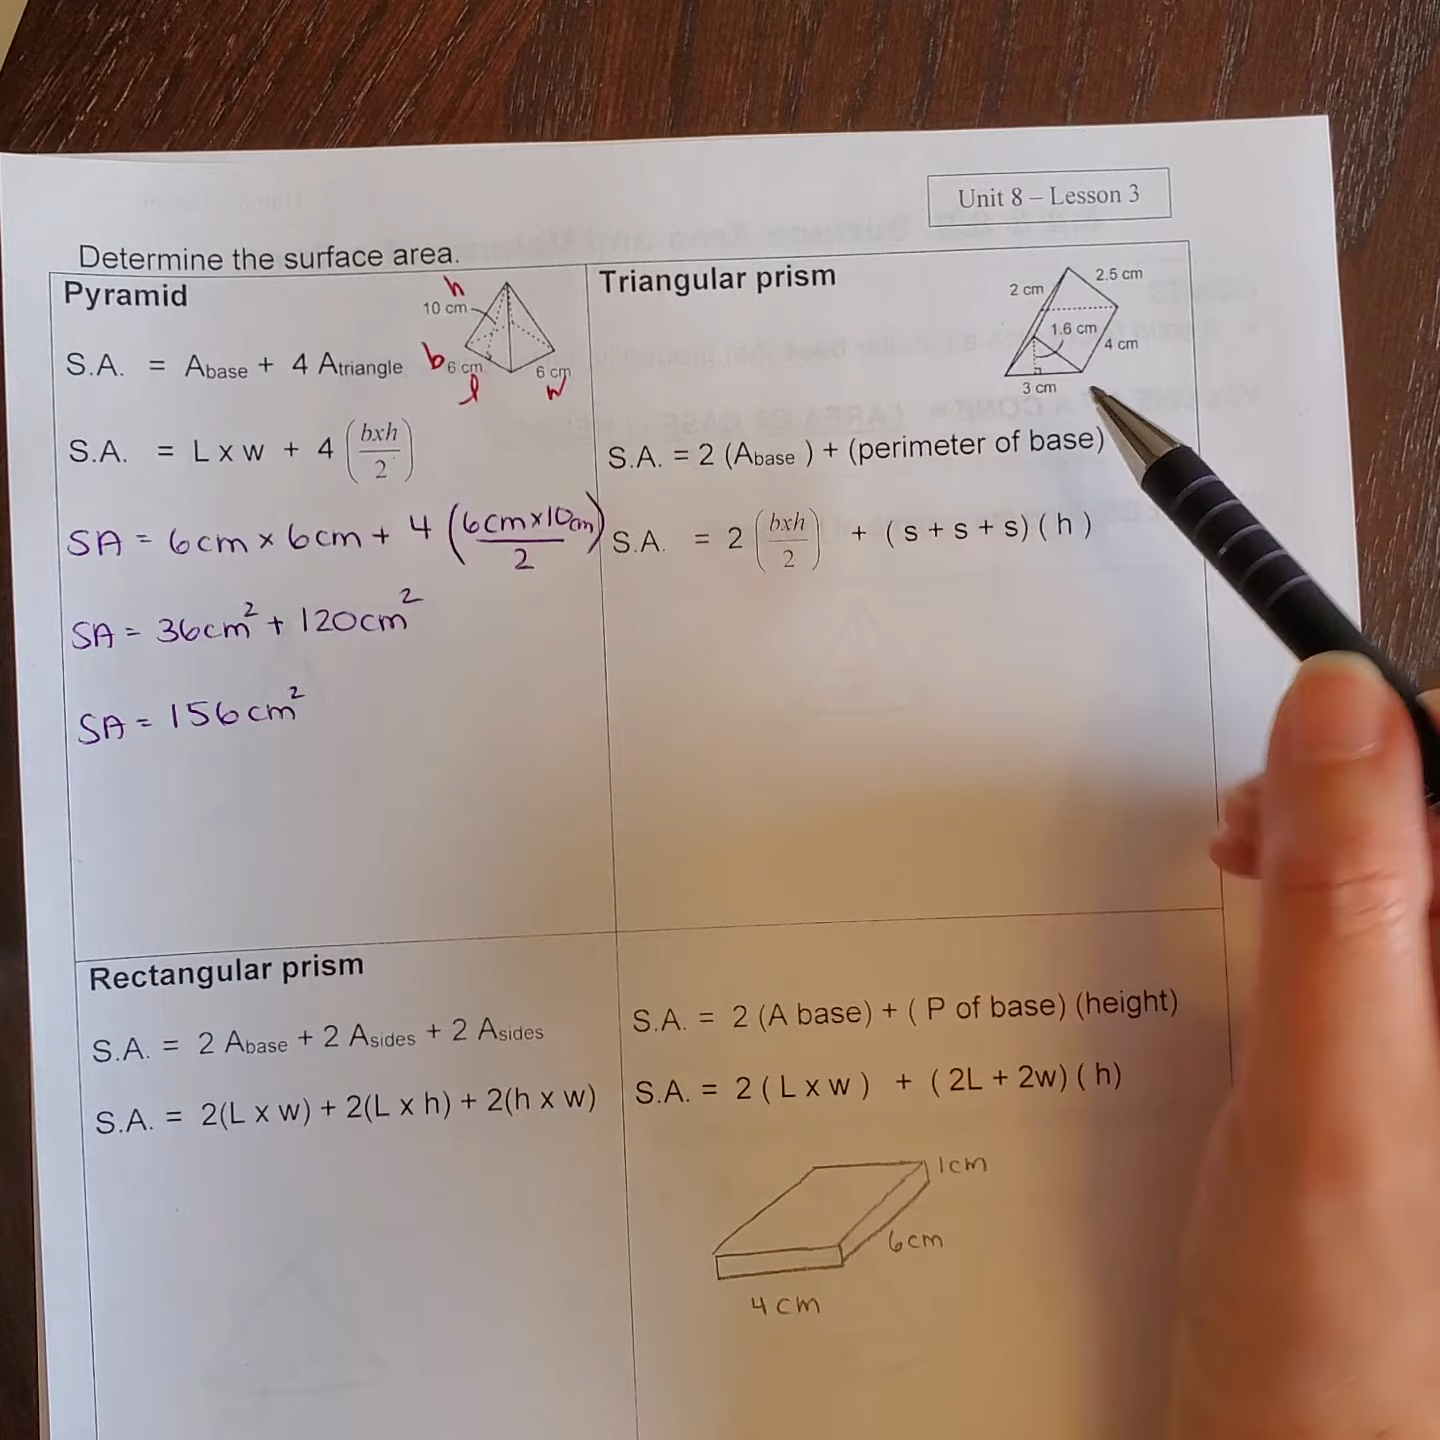 Unit 8 – Lesson 3
Determine the surface area.
Pyramid
h
10 cm
b
6 cm
6 cm
l
w
S.A. = Abase + 4 Atriangle
S.A. = L x w + 4 (bxh/2)
SA = 6cm x 6cm + 4 (6cm x 10cm/2)
SA = 36cm² + 120cm²
SA = 156cm²
Triangular prism
2 cm
2.5 cm
1.6 cm
4 cm
3 cm
S.A. = 2 (Abase ) + (perimeter of base)
S.A. = 2 (bxh/2) + ( s + s + s) ( h )
Rectangular prism
S.A. = 2 Abase + 2 Asides + 2 Asides
S.A. = 2(L x w) + 2(L x h) + 2(h x w)
S.A. = 2 (A base) + ( P of base) (height)
S.A. = 2 ( L x w ) + ( 2L + 2w) ( h)
1cm
6cm
4cm